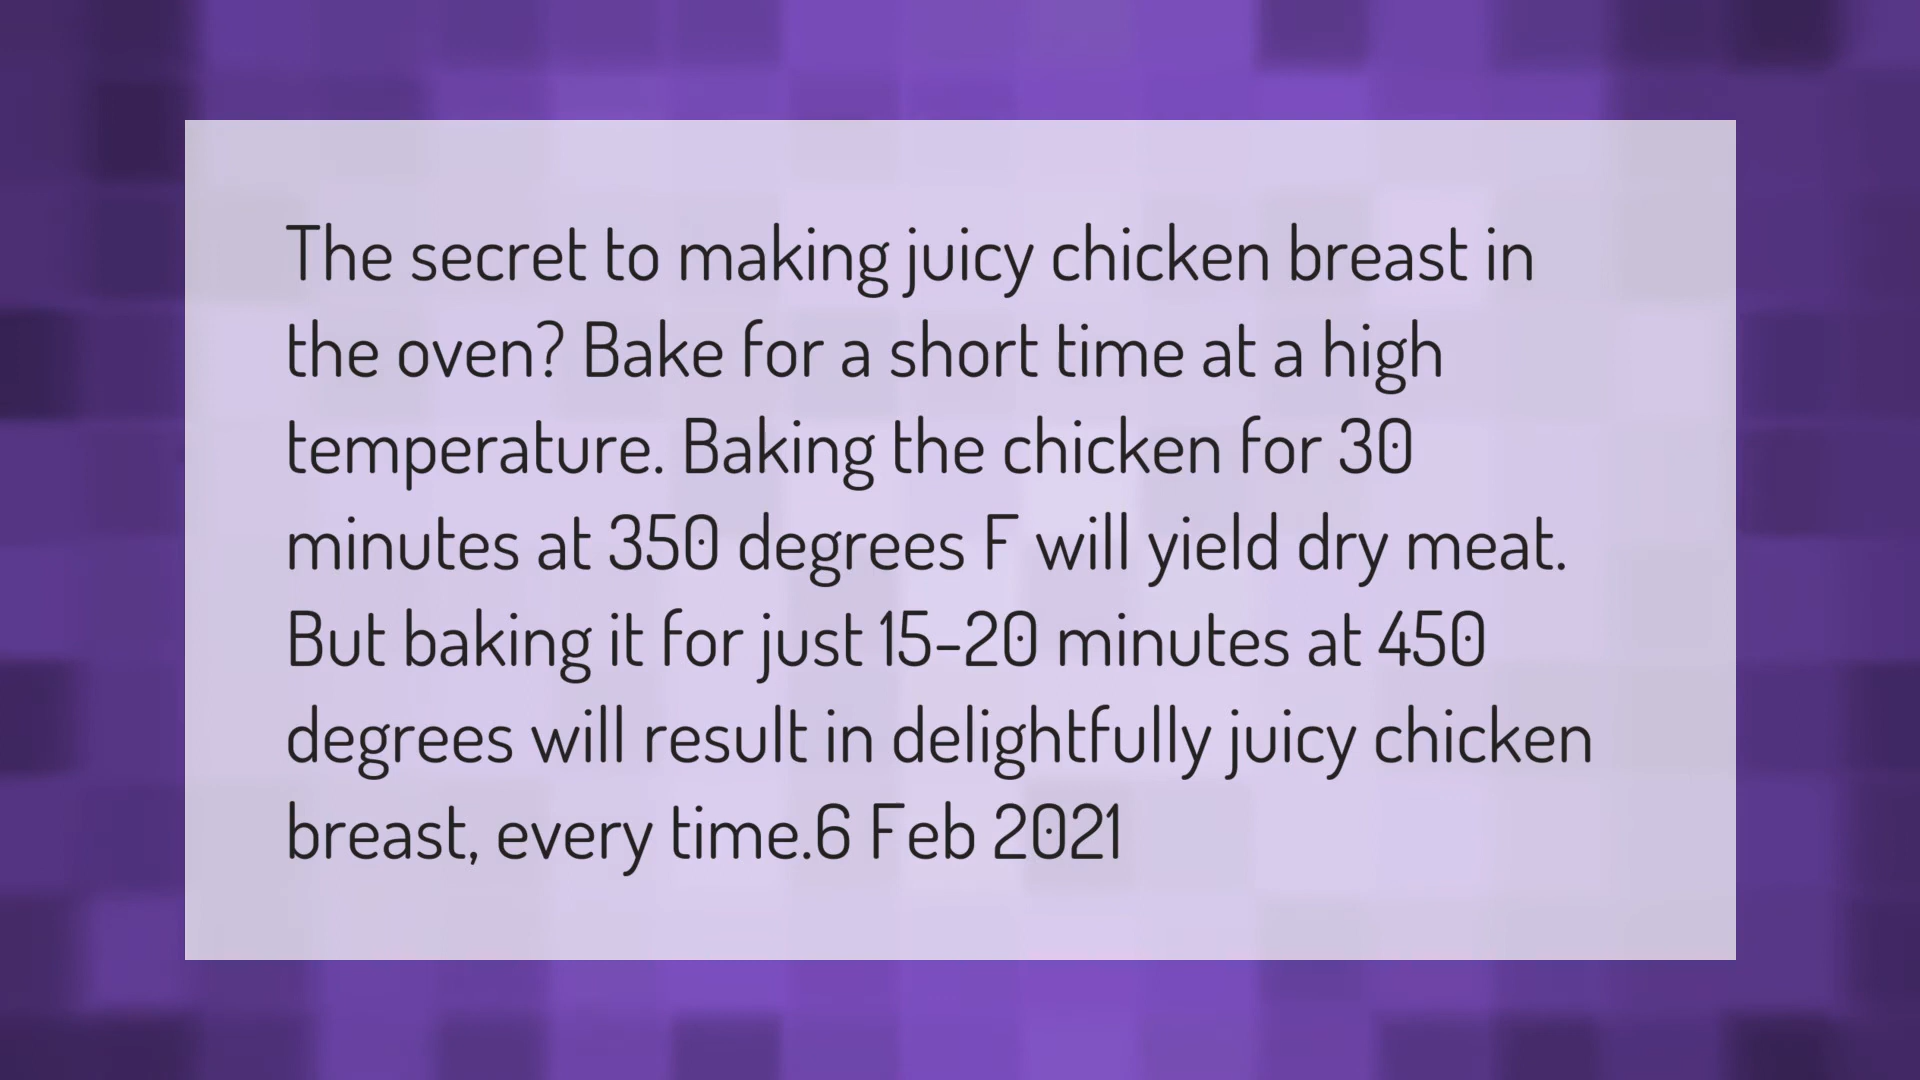 The secret to making juicy chicken breast in
the oven? Bake for a short time at a high
temperature. Baking the chicken for 30
minutes at 350 degrees F will yield dry meat.
But baking it for just 15-20 minutes at 450
degrees will result in delightfully juicy chicken
breast, every time.6 Feb 2021